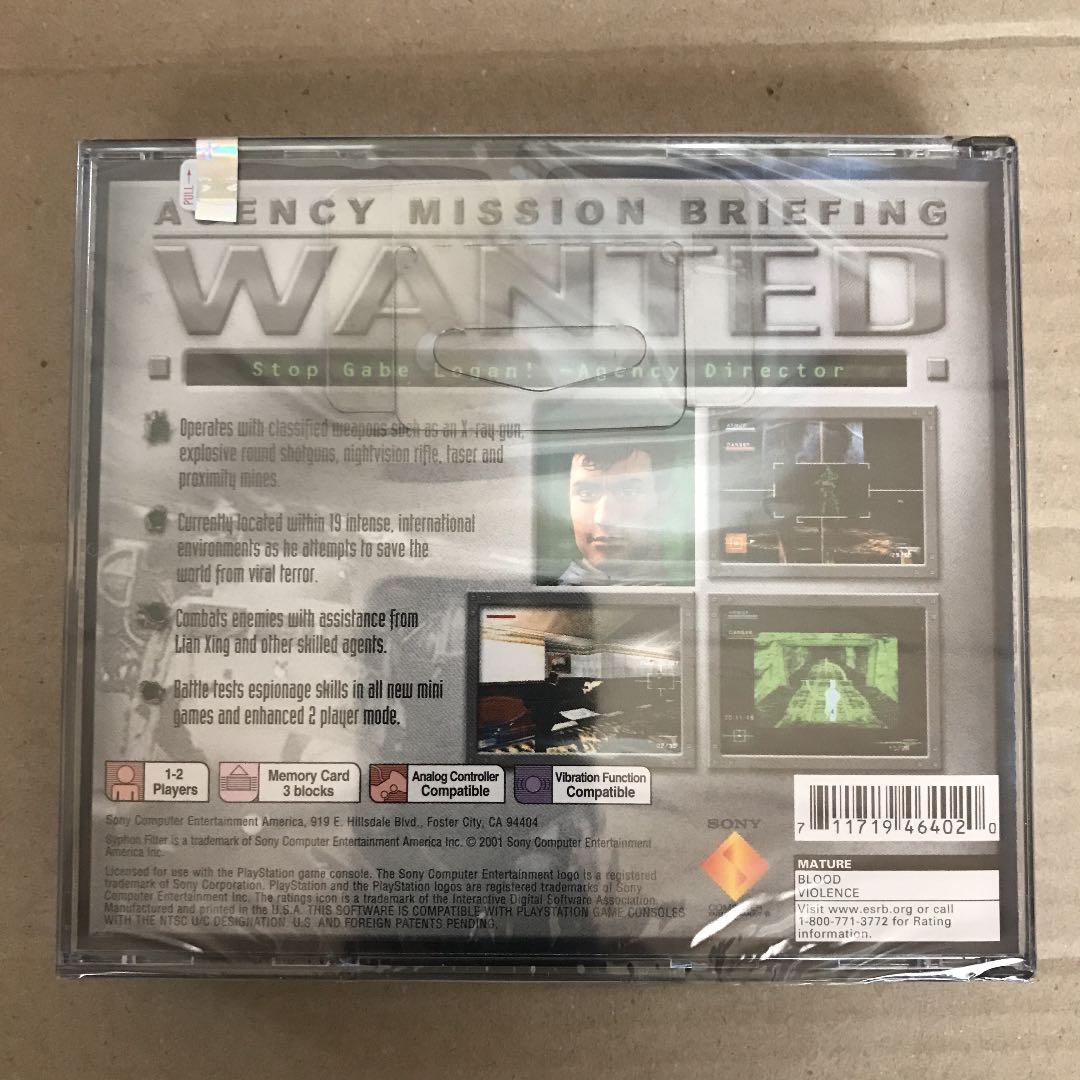 PULL→
AGENCY MISSION BRIEFING
WANTED
Stop Gabe Logan! -Agency Director
Operates with classified weapons such as an X-ray gun,
explosive round shotguns, nightvision rifle, taser and
proximity mines.
Currently located within 19 intense, international
environments as he attempts to save the
world from viral terror.
Combats enemies with assistance from
Lian Xing and other skilled agents.
Battle tests espionage skills in all new mini
games and enhanced 2 player mode.
ARMOR
DANGER
ARMOR
DANGER
1-2
Players
Memory Card
3 blocks
Analog Controller
Compatible
Vibration Function
Compatible
Sony Computer Entertainment America, 919 E. Hillsdale Blvd., Foster City, CA 94404
Syphon Filter is a trademark of Sony Computer Entertainment America Inc. © 2001 Sony Computer Entertainment
America Inc.
Licensed for use with the PlayStation game console. The Sony Computer Entertainment logo is a registered
trademark of Sony Corporation. PlayStation and the PlayStation logos are registered trademarks of Sony
Computer Entertainment Inc. The ratings icon is a trademark of the Interactive Digital Software Association.
Manufactured and printed in the U.S.A. THIS SOFTWARE IS COMPATIBLE WITH PLAYSTATION GAME CONSOLES
WITH THE NTSC U/C DESIGNATION. U.S. AND FOREIGN PATENTS PENDING.
SONY
COMPUTER
ENTERTAINMENT
7 11719 46402 0
MATURE
BLOOD
VIOLENCE
Visit www.esrb.org or call
1-800-771-3772 for Rating
information.